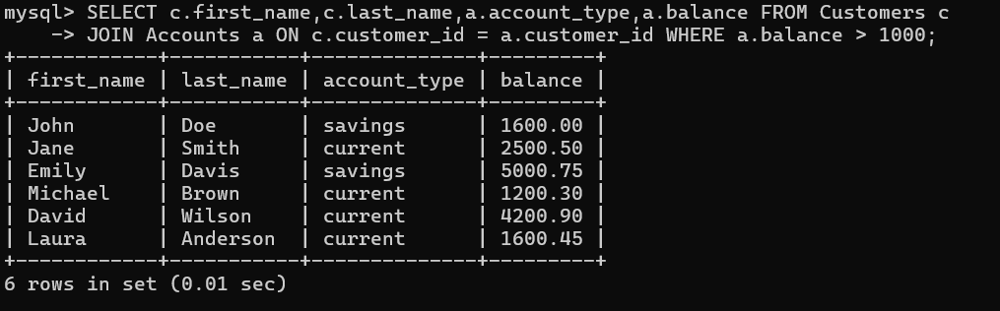 mysql> SELECT c.first_name,c.last_name,a.account_type,a.balance FROM Customers c
    -> JOIN Accounts a ON c.customer_id = a.customer_id WHERE a.balance > 1000;
+------------+-----------+--------------+---------+
| first_name | last_name | account_type | balance |
+------------+-----------+--------------+---------+
| John       | Doe       | savings      | 1600.00 |
| Jane       | Smith     | current      | 2500.50 |
| Emily      | Davis     | savings      | 5000.75 |
| Michael    | Brown     | current      | 1200.30 |
| David      | Wilson    | current      | 4200.90 |
| Laura      | Anderson  | current      | 1600.45 |
+------------+-----------+--------------+---------+
6 rows in set (0.01 sec)